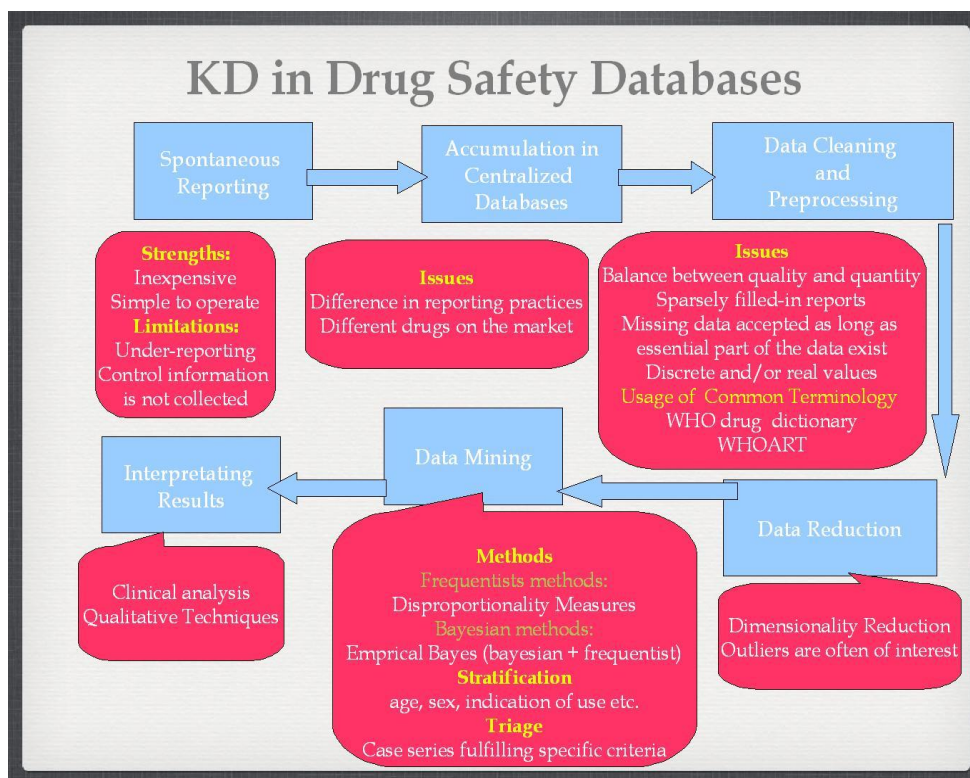 KD in Drug Safety Databases
Spontaneous
Reporting
Accumulation in
Centralized
Databases
Data Cleaning
and
Preprocessing
Strengths:
Inexpensive
Simple to operate
Limitations:
Under-reporting
Control information
is not collected
Issues
Difference in reporting practices
Different drugs on the market
Issues
Balance between quality and quantity
Sparsely filled-in reports
Missing data accepted as long as
essential part of the data exist
Discrete and/or real values
Usage of Common Terminology
WHO drug dictionary
WHOART
Interpretating
Results
Data Mining
Data Reduction
Clinical analysis
Qualitative Techniques
Methods
Frequentists methods:
Disproportionality Measures
Bayesian methods:
Emprical Bayes (bayesian + frequentist)
Stratification
age, sex, indication of use etc.
Triage
Case series fulfilling specific criteria
Dimensionality Reduction
Outliers are often of interest